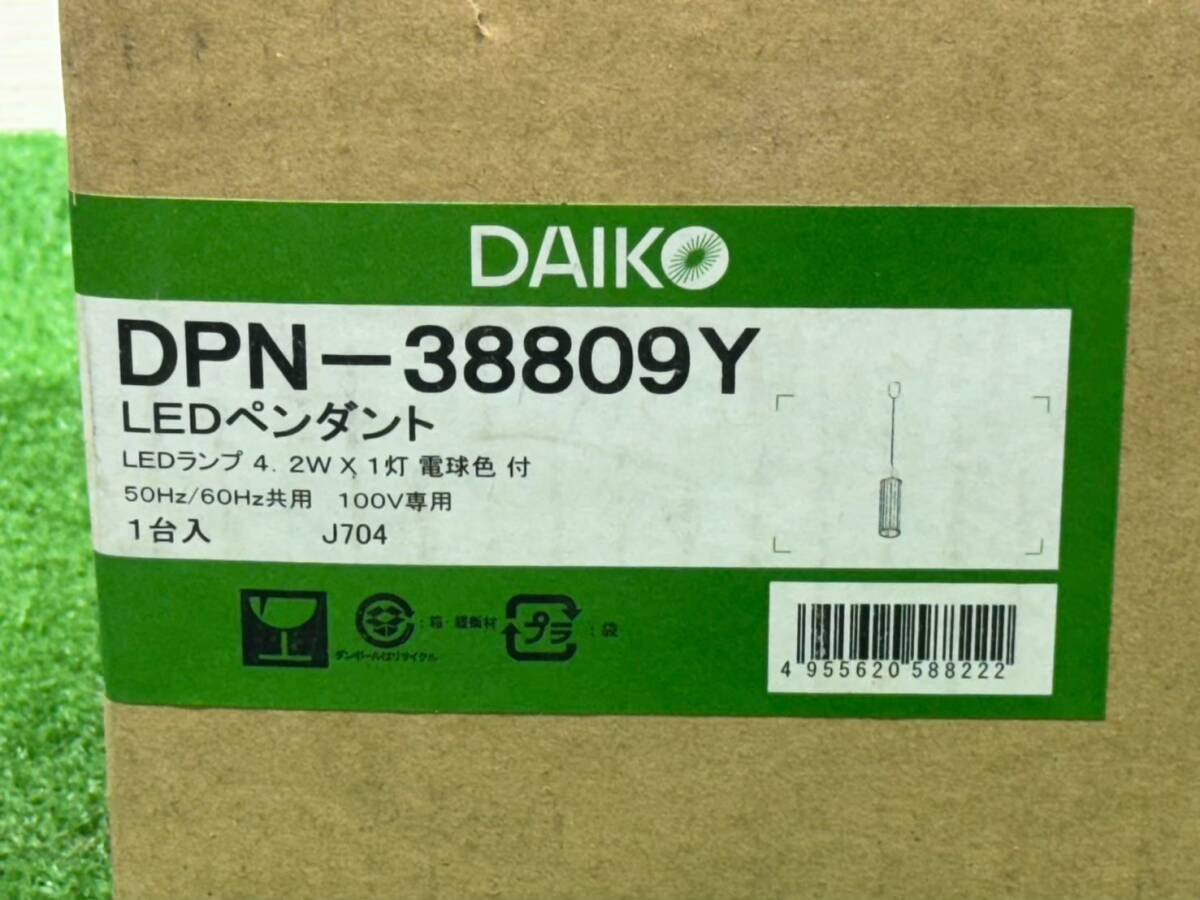 DAIKO
DPN-38809Y
LEDペンダント
LEDランプ 4.2W X 1灯 電球色 付
50Hz/60Hz共用 100V専用
1台入 J704
:箱・緩衝材
ダンボールはリサイクル
プラ
:袋
4 955620 588222